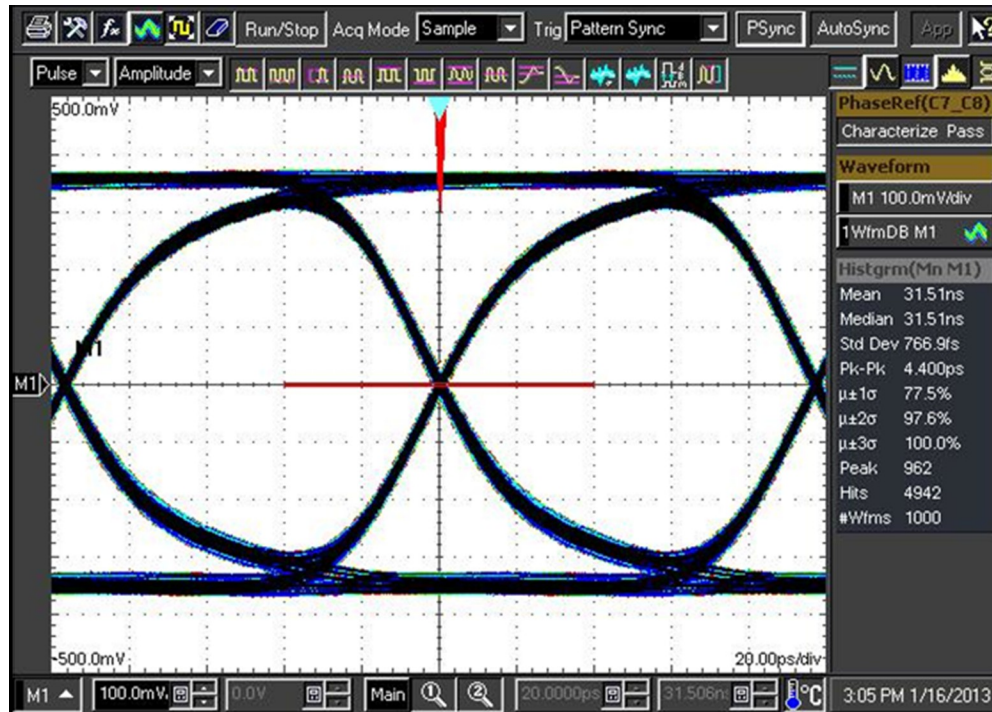 Run/Stop Acq Mode Sample Trig Pattern Sync PSync AutoSync App
Pulse Amplitude
500.0mV
M1
M1
-500.0mV
20.00ps/div
PhaseRef(C7_C8)
Characterize Pass
Waveform
M1 100.0mV/div
1WfmDB M1
Histgrm(Mn M1)
Mean 31.51ns
Median 31.51ns
Std Dev 766.9fs
Pk-Pk 4.400ps
µ±1σ 77.5%
µ±2σ 97.6%
µ±3σ 100.0%
Peak 962
Hits 4942
#Wfms 1000
M1 100.0mV 0.0V Main 1 2 20.0000ps 31.506n °C 3:05 PM 1/16/2013